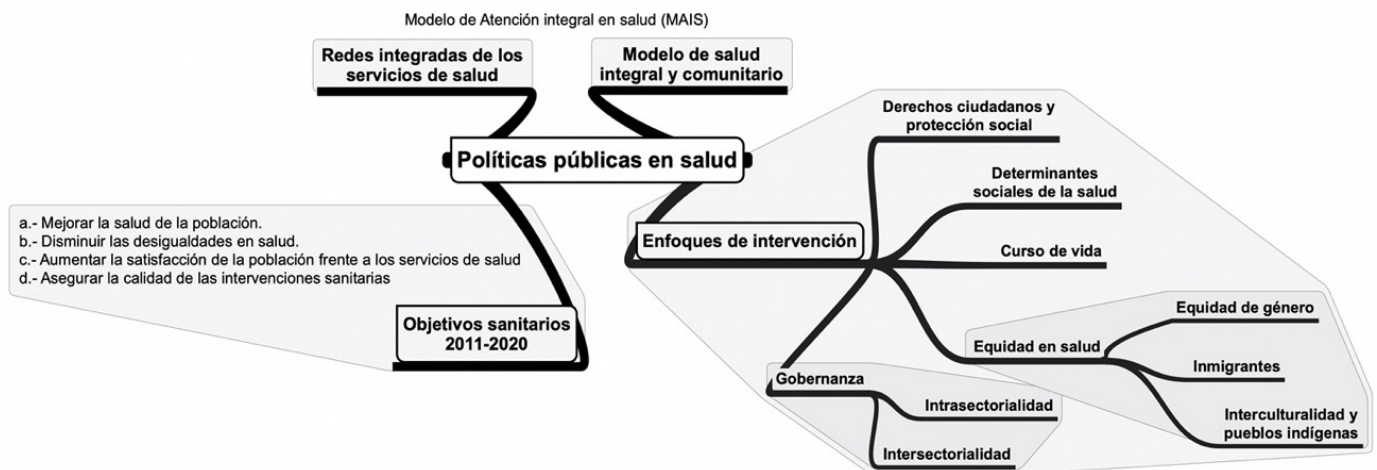 Modelo de Atención integral en salud (MAIS)
Redes integradas de los
servicios de salud
Modelo de salud
integral y comunitario
Políticas públicas en salud
a.- Mejorar la salud de la población.
b.- Disminuir las desigualdades en salud.
c.- Aumentar la satisfacción de la población frente a los servicios de salud
d.- Asegurar la calidad de las intervenciones sanitarias
Objetivos sanitarios
2011-2020
Enfoques de intervención
Derechos ciudadanos y
protección social
Determinantes
sociales de la salud
Curso de vida
Equidad en salud
Equidad de género
Inmigrantes
Interculturalidad y
pueblos indígenas
Gobernanza
Intrasectorialidad
Intersectorialidad